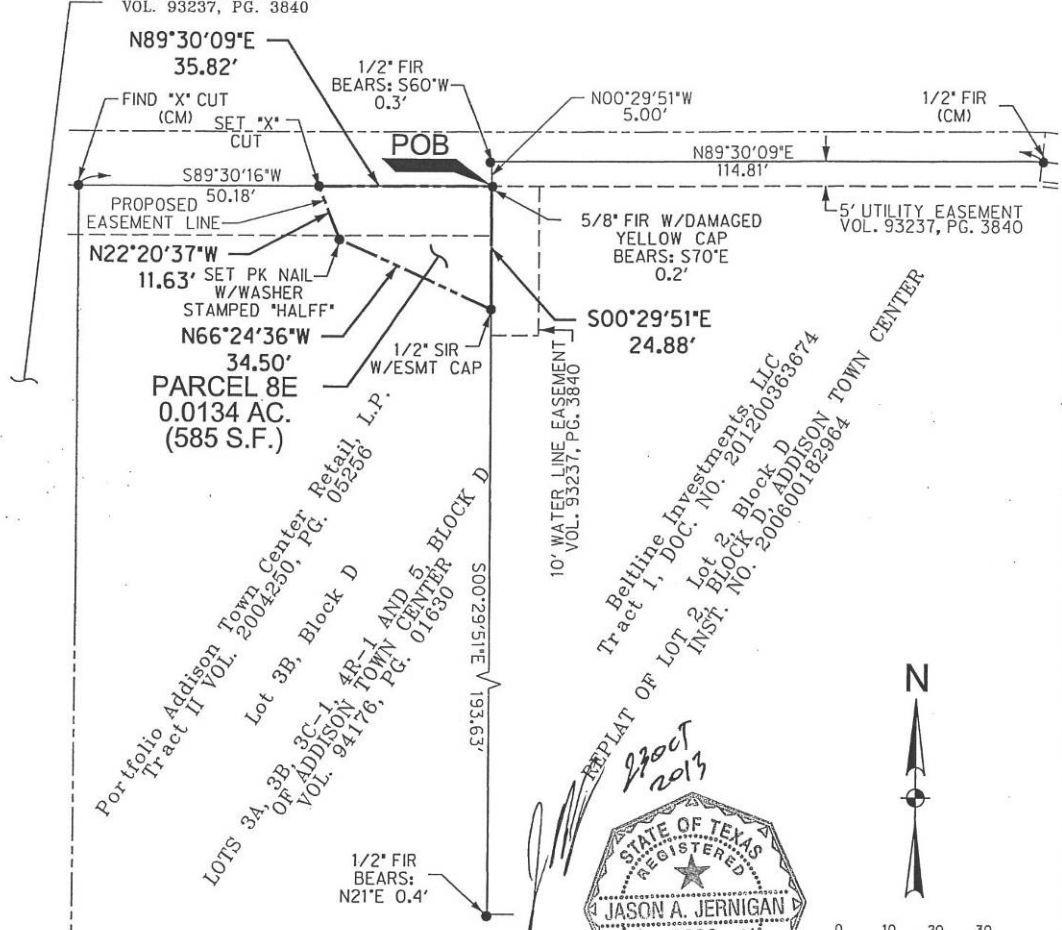 VOL. 93237, PG. 3840
N89°30'09"E
35.82'
1/2" FIR
BEARS: S60°W
0.3'
N00°29'51"W
5.00'
1/2" FIR
(CM)
FIND "X" CUT
(CM)
SET "X"
CUT
POB
N89°30'09"E
114.81'
S89°30'16"W
50.18'
PROPOSED
EASEMENT LINE
5/8" FIR W/DAMAGED
YELLOW CAP
BEARS: S70°E
0.2'
5' UTILITY EASEMENT
VOL. 93237, PG. 3840
N22°20'37"W
11.63'
SET PK NAIL
W/WASHER
STAMPED "HALFF"
N66°24'36"W
34.50'
1/2" SIR
W/ESMT CAP
S00°29'51"E
24.88'
PARCEL 8E
0.0134 AC.
(585 S.F.)
10' WATER LINE EASEMENT
VOL. 93237, PG. 3840
Portfolio Addison Town Center Retail, L.P.
Tract II VOL. 2004250, PG. 05256
Lot 3B, Block D
LOTS 3A, 3B, 3C-1, 4R-1 AND 5, BLOCK D
OF ADDISON TOWN CENTER
VOL. 94176, PG. 01630
S00°29'51"E
193.63'
Beltline Investments, LLC
Tract 1, DOC. NO. 201200363674
Lot 2, Block D
REPLAT OF LOT 2, BLOCK D, ADDISON TOWN CENTER
INST. NO. 200600182964
N
23 OCT
2013
1/2" FIR
BEARS:
N21°E 0.4'
STATE OF TEXAS
REGISTERED
JASON A. JERNIGAN
0 10 20 30